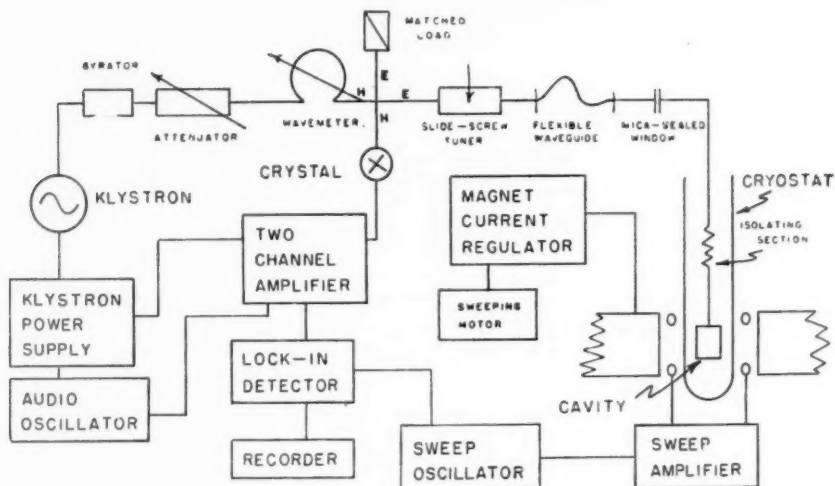 MATCHED
LOAD
GYRATOR
E
H
E
H
ATTENUATOR
WAVEMETER.
SLIDE-SCREW
TUNER
FLEXIBLE
WAVEGUIDE
MICA-SEALED
WINDOW
CRYSTAL
KLYSTRON
CRYOSTAT
ISOLATING
SECTION
MAGNET
CURRENT
REGULATOR
TWO
CHANNEL
AMPLIFIER
KLYSTRON
POWER
SUPPLY
SWEEPING
MOTOR
LOCK-IN
DETECTOR
AUDIO
OSCILLATOR
CAVITY
RECORDER
SWEEP
OSCILLATOR
SWEEP
AMPLIFIER